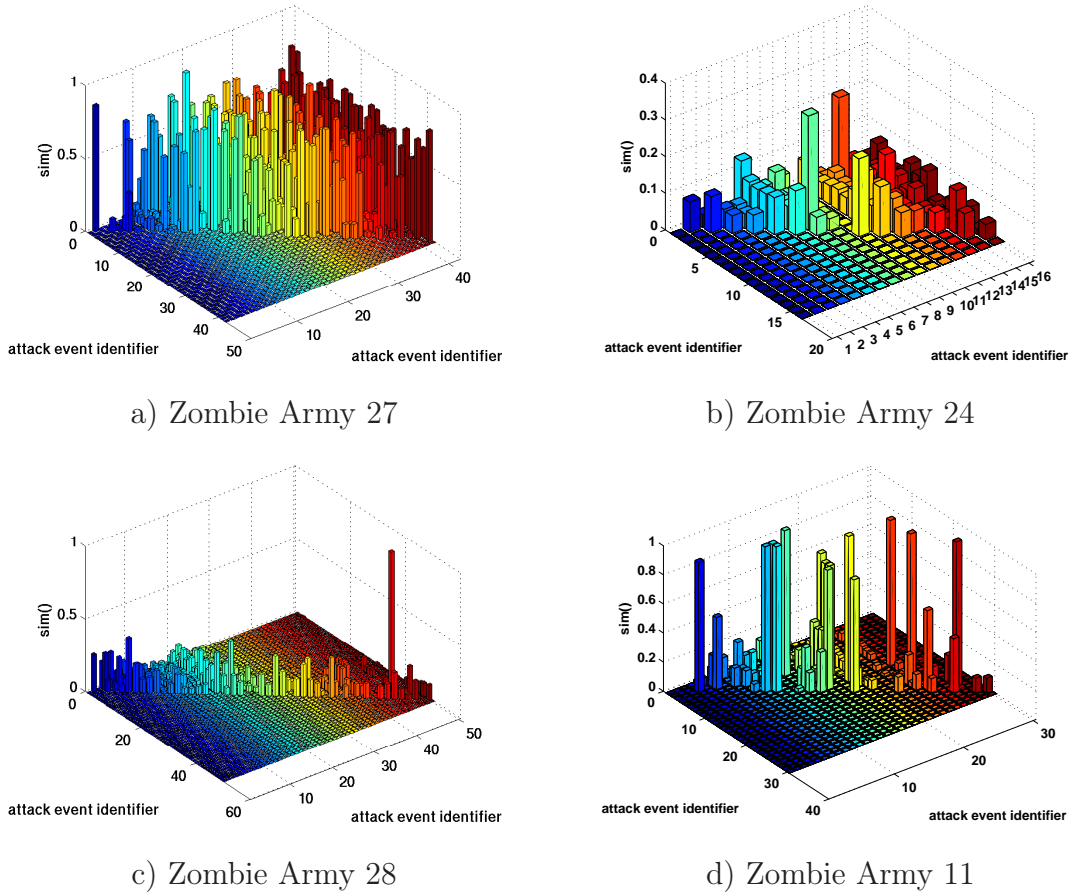 1
0.5
0
sim()
0
10
20
30
40
50
10
20
30
40
attack event identifier
attack event identifier
a) Zombie Army 27
0.4
0.3
0.2
0.1
0
sim()
0
5
10
15
20
1 2 3 4 5 6 7 8 9 10 11 12 13 14 15 16
attack event identifier
attack event identifier
b) Zombie Army 24
1
0.5
0
sim()
0
20
40
60
10
20
30
40
50
attack event identifier
attack event identifier
c) Zombie Army 28
1
0.8
0.6
0.4
0.2
0
sim()
0
10
20
30
40
10
20
30
attack event identifier
attack event identifier
d) Zombie Army 11